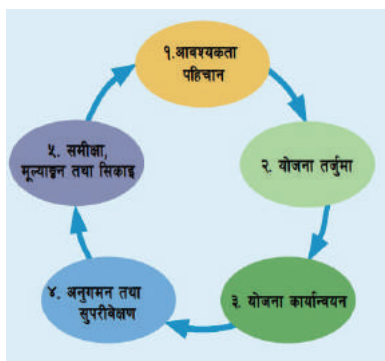 १.आवश्यकता
पहिचान
२. योजना तर्जुमा
३. योजना कार्यान्वयन
४. अनुगमन तथा
सुपरीवेक्षण
५. समीक्षा,
मूल्याङ्कन तथा सिकाइ